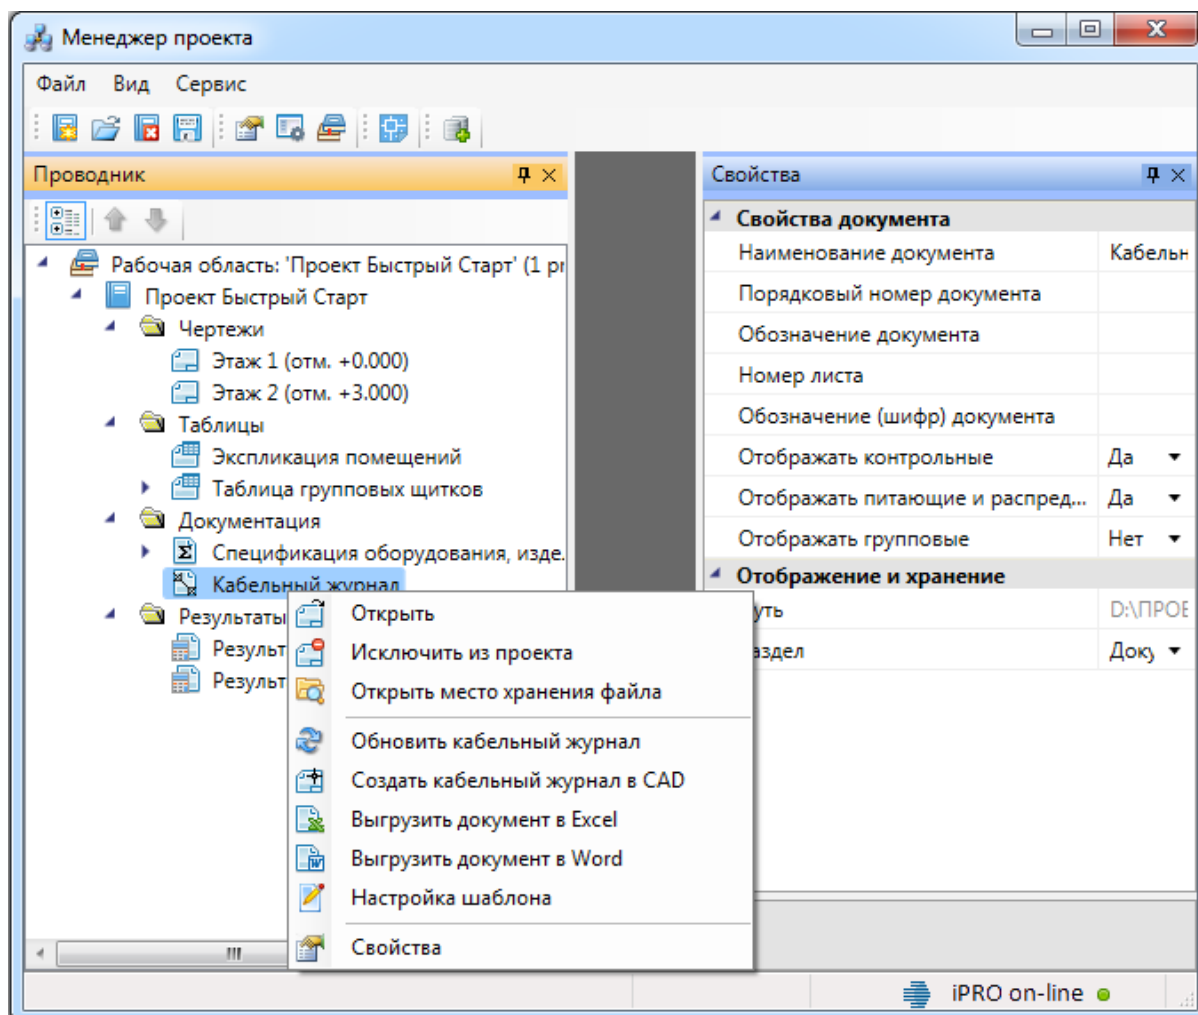 Менеджер проекта
Файл Вид Сервис
Проводник
Рабочая область: 'Проект Быстрый Старт' (1 pr
Проект Быстрый Старт
Чертежи
Этаж 1 (отм. +0.000)
Этаж 2 (отм. +3.000)
Таблицы
Экспликация помещений
Таблица групповых щитков
Документация
Спецификация оборудования, изде.
Кабельный журнал
Результаты
Результ
Результ
Открыть
Исключить из проекта
Открыть место хранения файла
Обновить кабельный журнал
Создать кабельный журнал в CAD
Выгрузить документ в Excel
Выгрузить документ в Word
Настройка шаблона
Свойства
Свойства
Свойства документа
Наименование документа Кабельн
Порядковый номер документа
Обозначение документа
Номер листа
Обозначение (шифр) документа
Отображать контрольные Да
Отображать питающие и распред... Да
Отображать групповые Нет
Отображение и хранение
уть D:\ПРОЕ
аздел Доку
iPRO on-line